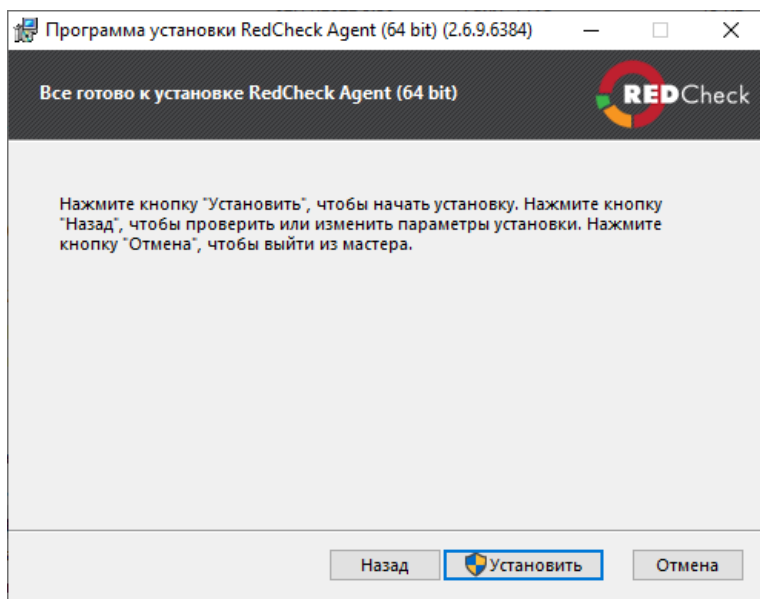 Программа установки RedCheck Agent (64 bit) (2.6.9.6384)
Все готово к установке RedCheck Agent (64 bit)
REDCheck
Нажмите кнопку "Установить", чтобы начать установку. Нажмите кнопку
"Назад", чтобы проверить или изменить параметры установки. Нажмите
кнопку "Отмена", чтобы выйти из мастера.
Назад
Установить
Отмена